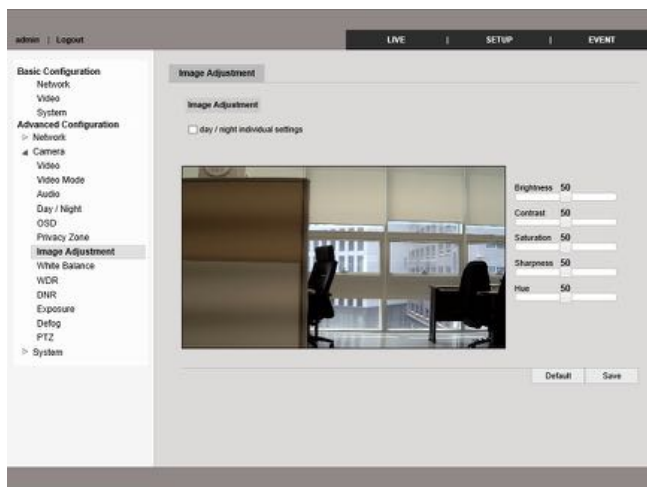 admin | Logout
LIVE | SETUP | EVENT
Basic Configuration
Network
Video
System
Advanced Configuration
Network
Camera
Video
Video Mode
Audio
Day / Night
OSD
Privacy Zone
Image Adjustment
White Balance
WDR
DNR
Exposure
Defog
PTZ
System
Image Adjustment
Image Adjustment
day / night individual settings
Brightness 50
Contrast 50
Saturation 50
Sharpness 50
Hue 50
Default
Save